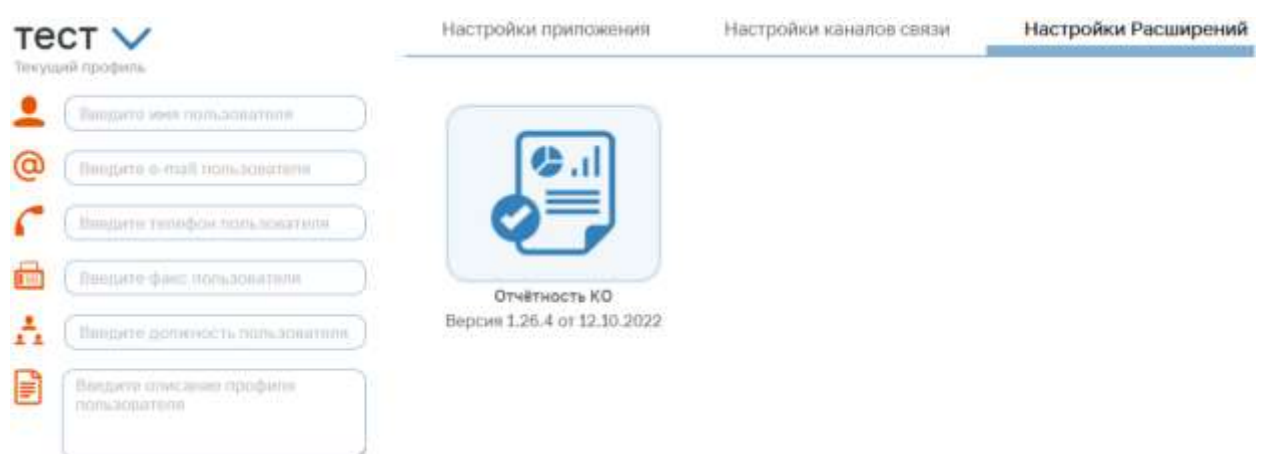 тест
Текущий профиль
Введите имя пользователя
Введите e-mail пользователя
Введите телефон пользователя
Введите факс пользователя
Введите должность пользователя
Введите описание профиля
пользователя
Настройки приложения
Настройки каналов связи
Настройки Расширений
Отчётность КО
Версия 1.26.4 от 12.10.2022